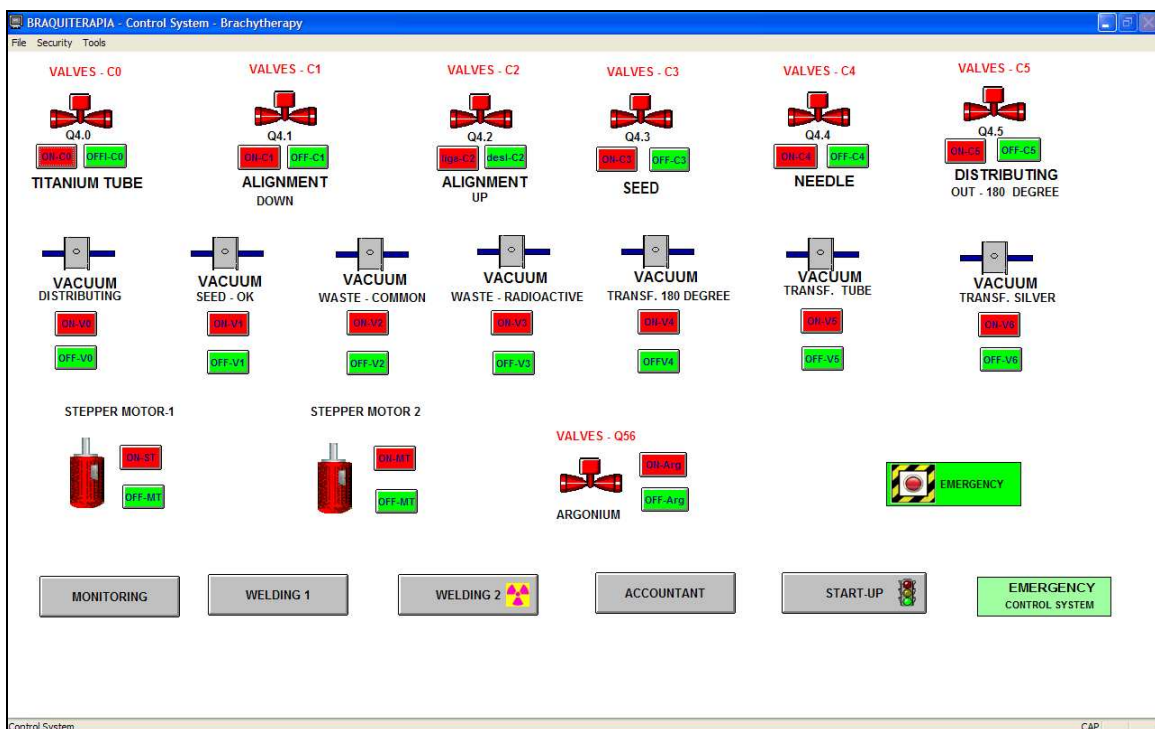 BRAQUITERAPIA - Control System - Brachytherapy
File Security Tools
VALVES - C0 VALVES - C1 VALVES - C2 VALVES - C3 VALVES - C4 VALVES - C5
Q4.0 Q4.1 Q4.2 Q4.3 Q4.4 Q4.5
ON-C0 OFFI-C0 ON-C1 OFF-C1 liga-C2 desl-C2 ON-C3 OFF-C3 ON-C4 OFF-C4 ON-C5 OFF-C5
TITANIUM TUBE ALIGNMENT ALIGNMENT SEED NEEDLE DISTRIBUTING
DOWN UP OUT - 180 DEGREE
VACUUM VACUUM VACUUM VACUUM VACUUM VACUUM VACUUM
DISTRIBUTING SEED - OK WASTE - COMMON WASTE - RADIOACTIVE TRANSF. 180 DEGREE TRANSF. TUBE TRANSF. SILVER
ON-V0 ON-V1 ON-V2 ON-V3 ON-V4 ON-V5 ON-V6
OFF-V0 OFF-V1 OFF-V2 OFF-V3 OFFV4 OFF-V5 OFF-V6
STEPPER MOTOR-1 STEPPER MOTOR 2
VALVES - Q56
ON-ST ON-MT ON-Arg
EMERGENCY
OFF-MT OFF-MT OFF-Arg
ARGONIUM
MONITORING WELDING 1 WELDING 2 ACCOUNTANT START-UP EMERGENCY
CONTROL SYSTEM
Control System CAP